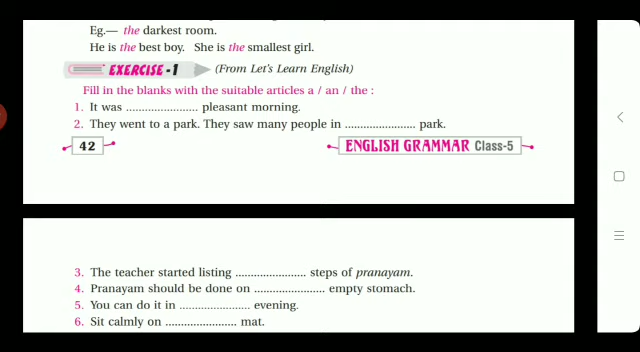 Eg.— the darkest room.
He is the best boy. She is the smallest girl.
EXERCISE -1 (From Let's Learn English)
Fill in the blanks with the suitable articles a / an / the :
1. It was ....................... pleasant morning.
2. They went to a park. They saw many people in ....................... park.
42 ENGLISH GRAMMAR Class-5
3. The teacher started listing ....................... steps of pranayam.
4. Pranayam should be done on ....................... empty stomach.
5. You can do it in ....................... evening.
6. Sit calmly on ....................... mat.